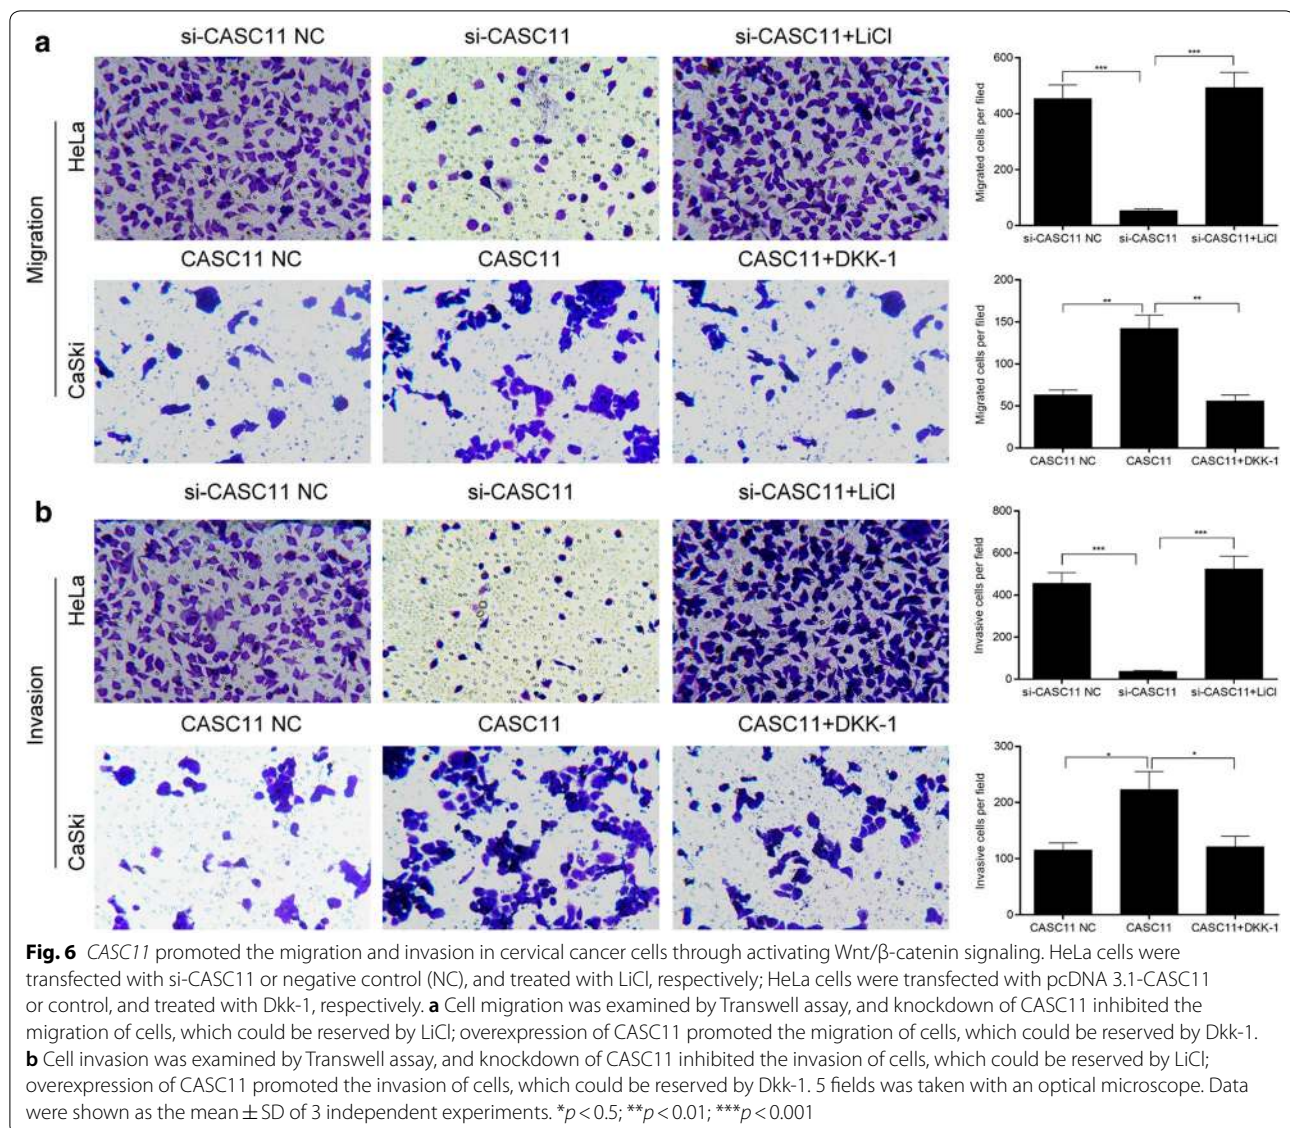 a
si-CASC11 NC si-CASC11 si-CASC11+LiCl
Migration
HeLa
CASC11 NC CASC11 CASC11+DKK-1
CaSki
Migrated cells per filed
600
400
200
0
*** ***
si-CASC11 NC si-CASC11 si-CASC11+LiCl
Migrated cells per filed
200
150
100
50
0
** **
CASC11 NC CASC11 CASC11+DKK-1
b
si-CASC11 NC si-CASC11 si-CASC11+LiCl
Invasion
HeLa
CASC11 NC CASC11 CASC11+DKK-1
CaSki
Invasive cells per field
800
600
400
200
0
*** ***
si-CASC11 NC si-CASC11 si-CASC11+LiCl
Invasive cells per field
300
200
100
0
* *
CASC11 NC CASC11 CASC11+DKK-1
Fig. 6 CASC11 promoted the migration and invasion in cervical cancer cells through activating Wnt/β-catenin signaling. HeLa cells were
transfected with si-CASC11 or negative control (NC), and treated with LiCl, respectively; HeLa cells were transfected with pcDNA 3.1-CASC11
or control, and treated with Dkk-1, respectively. a Cell migration was examined by Transwell assay, and knockdown of CASC11 inhibited the
migration of cells, which could be reserved by LiCl; overexpression of CASC11 promoted the migration of cells, which could be reserved by Dkk-1.
b Cell invasion was examined by Transwell assay, and knockdown of CASC11 inhibited the invasion of cells, which could be reserved by LiCl;
overexpression of CASC11 promoted the invasion of cells, which could be reserved by Dkk-1. 5 fields was taken with an optical microscope. Data
were shown as the mean ± SD of 3 independent experiments. *p < 0.5; **p < 0.01; ***p < 0.001